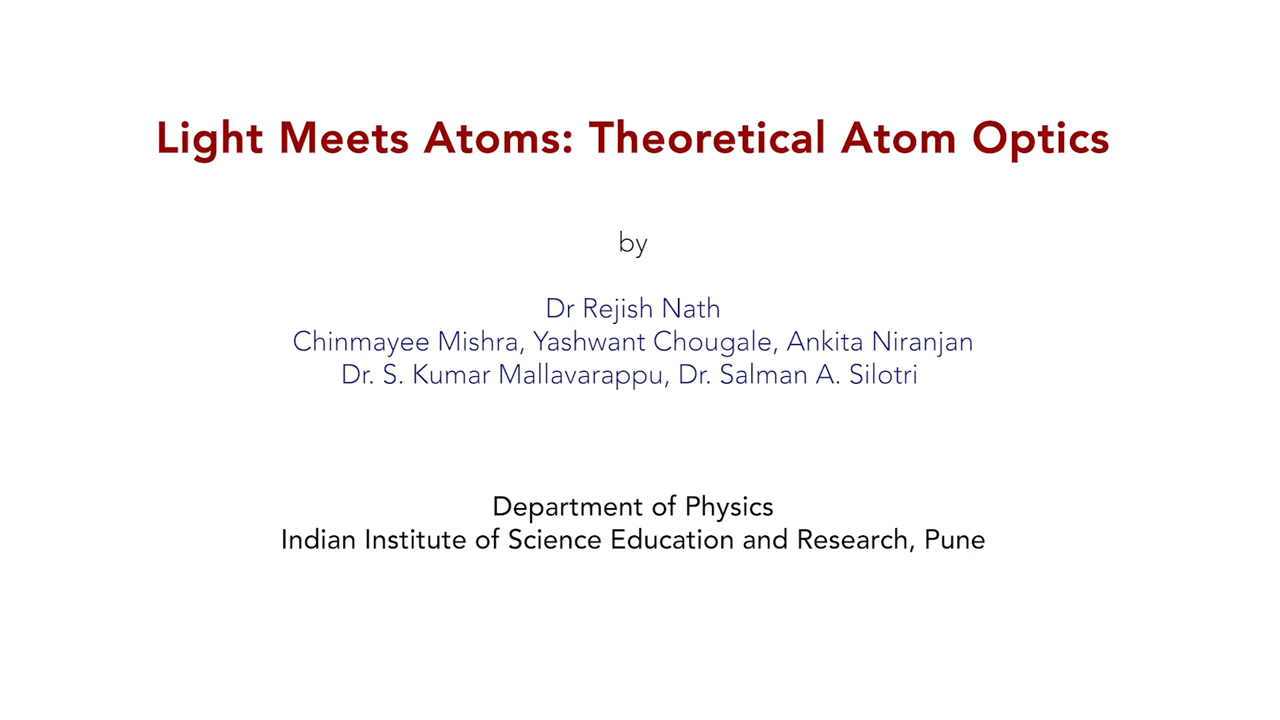 Light Meets Atoms: Theoretical Atom Optics
by
Dr Rejish Nath
Chinmayee Mishra, Yashwant Chougale, Ankita Niranjan
Dr. S. Kumar Mallavarappu, Dr. Salman A. Silotri
Department of Physics
Indian Institute of Science Education and Research, Pune